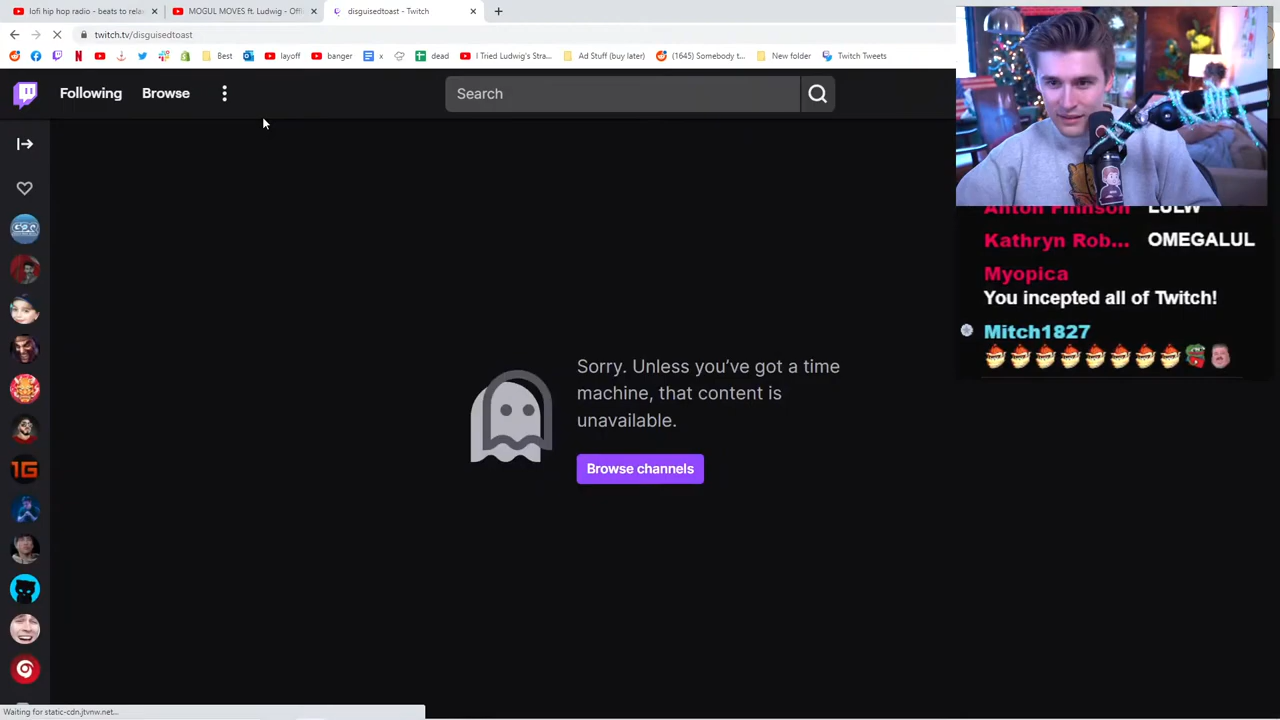 lofi hip hop radio - beats to rela
MOGUL MOVES ft. Ludwig - Offi
disguisedtoast - Twitch
twitch.tv/disguisedtoast
Best
layoff
banger
x
dead
I Tried Ludwig's Stra...
Ad Stuff (buy later)
(1645) Somebody t...
New folder
Twitch Tweets
Following
Browse
Search
Anton Finnson LULW
Kathryn Rob... OMEGALUL
Myopica
You incepted all of Twitch!
Mitch1827
Sorry. Unless you've got a time
machine, that content is
unavailable.
Browse channels
1G
Waiting for static-cdn.jtvnw.net...